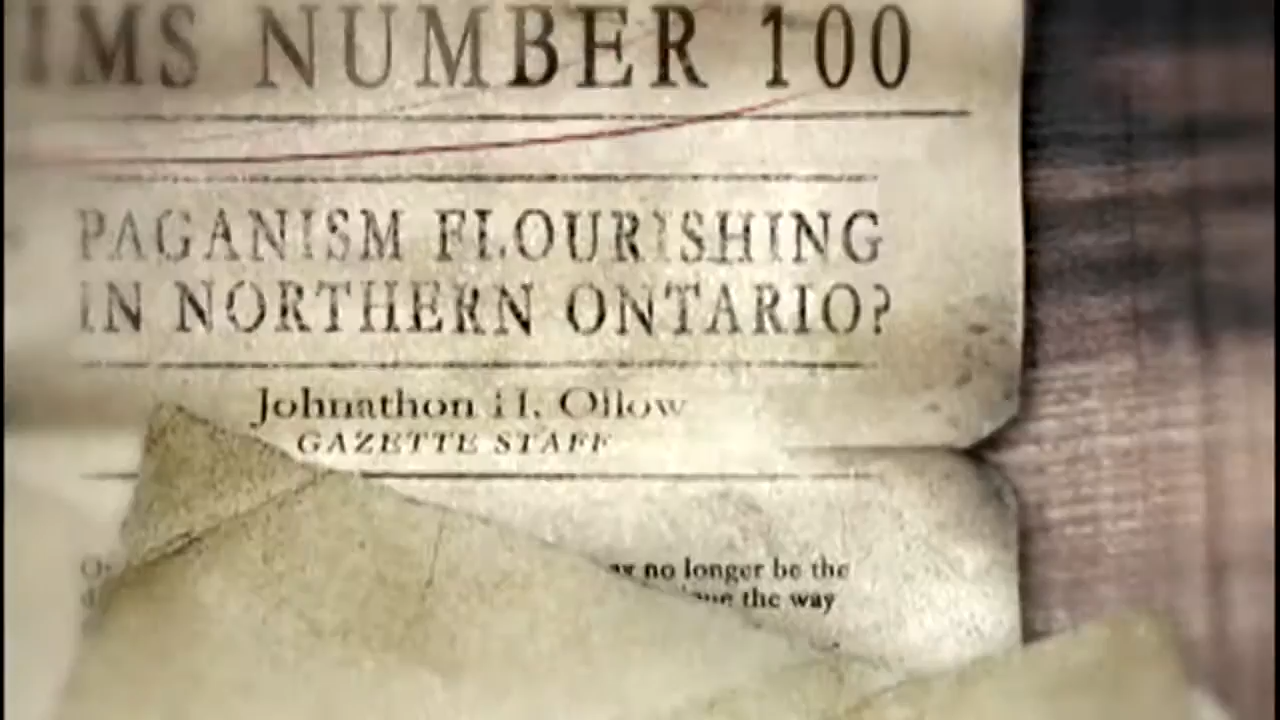 IMS NUMBER 100
PAGANISM FLOURISHING
IN NORTHERN ONTARIO?
Johnathon H. Ollow
GAZETTE STAFF
no longer be the
the way